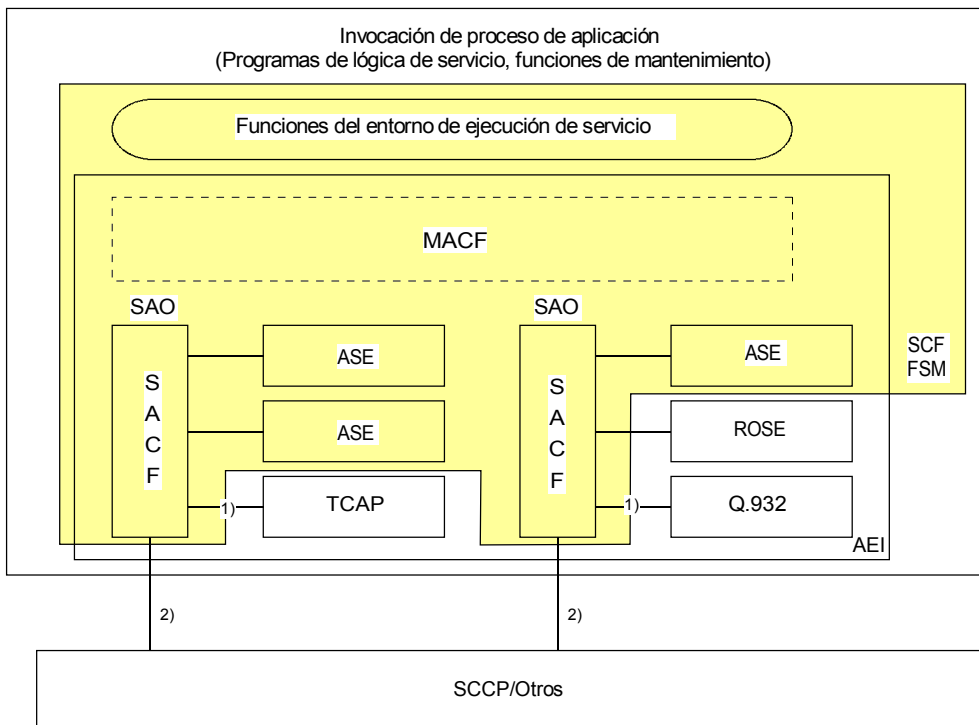 Invocación de proceso de aplicación
(Programas de lógica de servicio, funciones de mantenimiento)
Funciones del entorno de ejecución de servicio
MACF
SAO
SAO
S
A
C
F
ASE
ASE
1)
TCAP
S
A
C
F
ASE
ROSE
1)
Q.932
SCF
FSM
AEI
2)
2)
SCCP/Otros